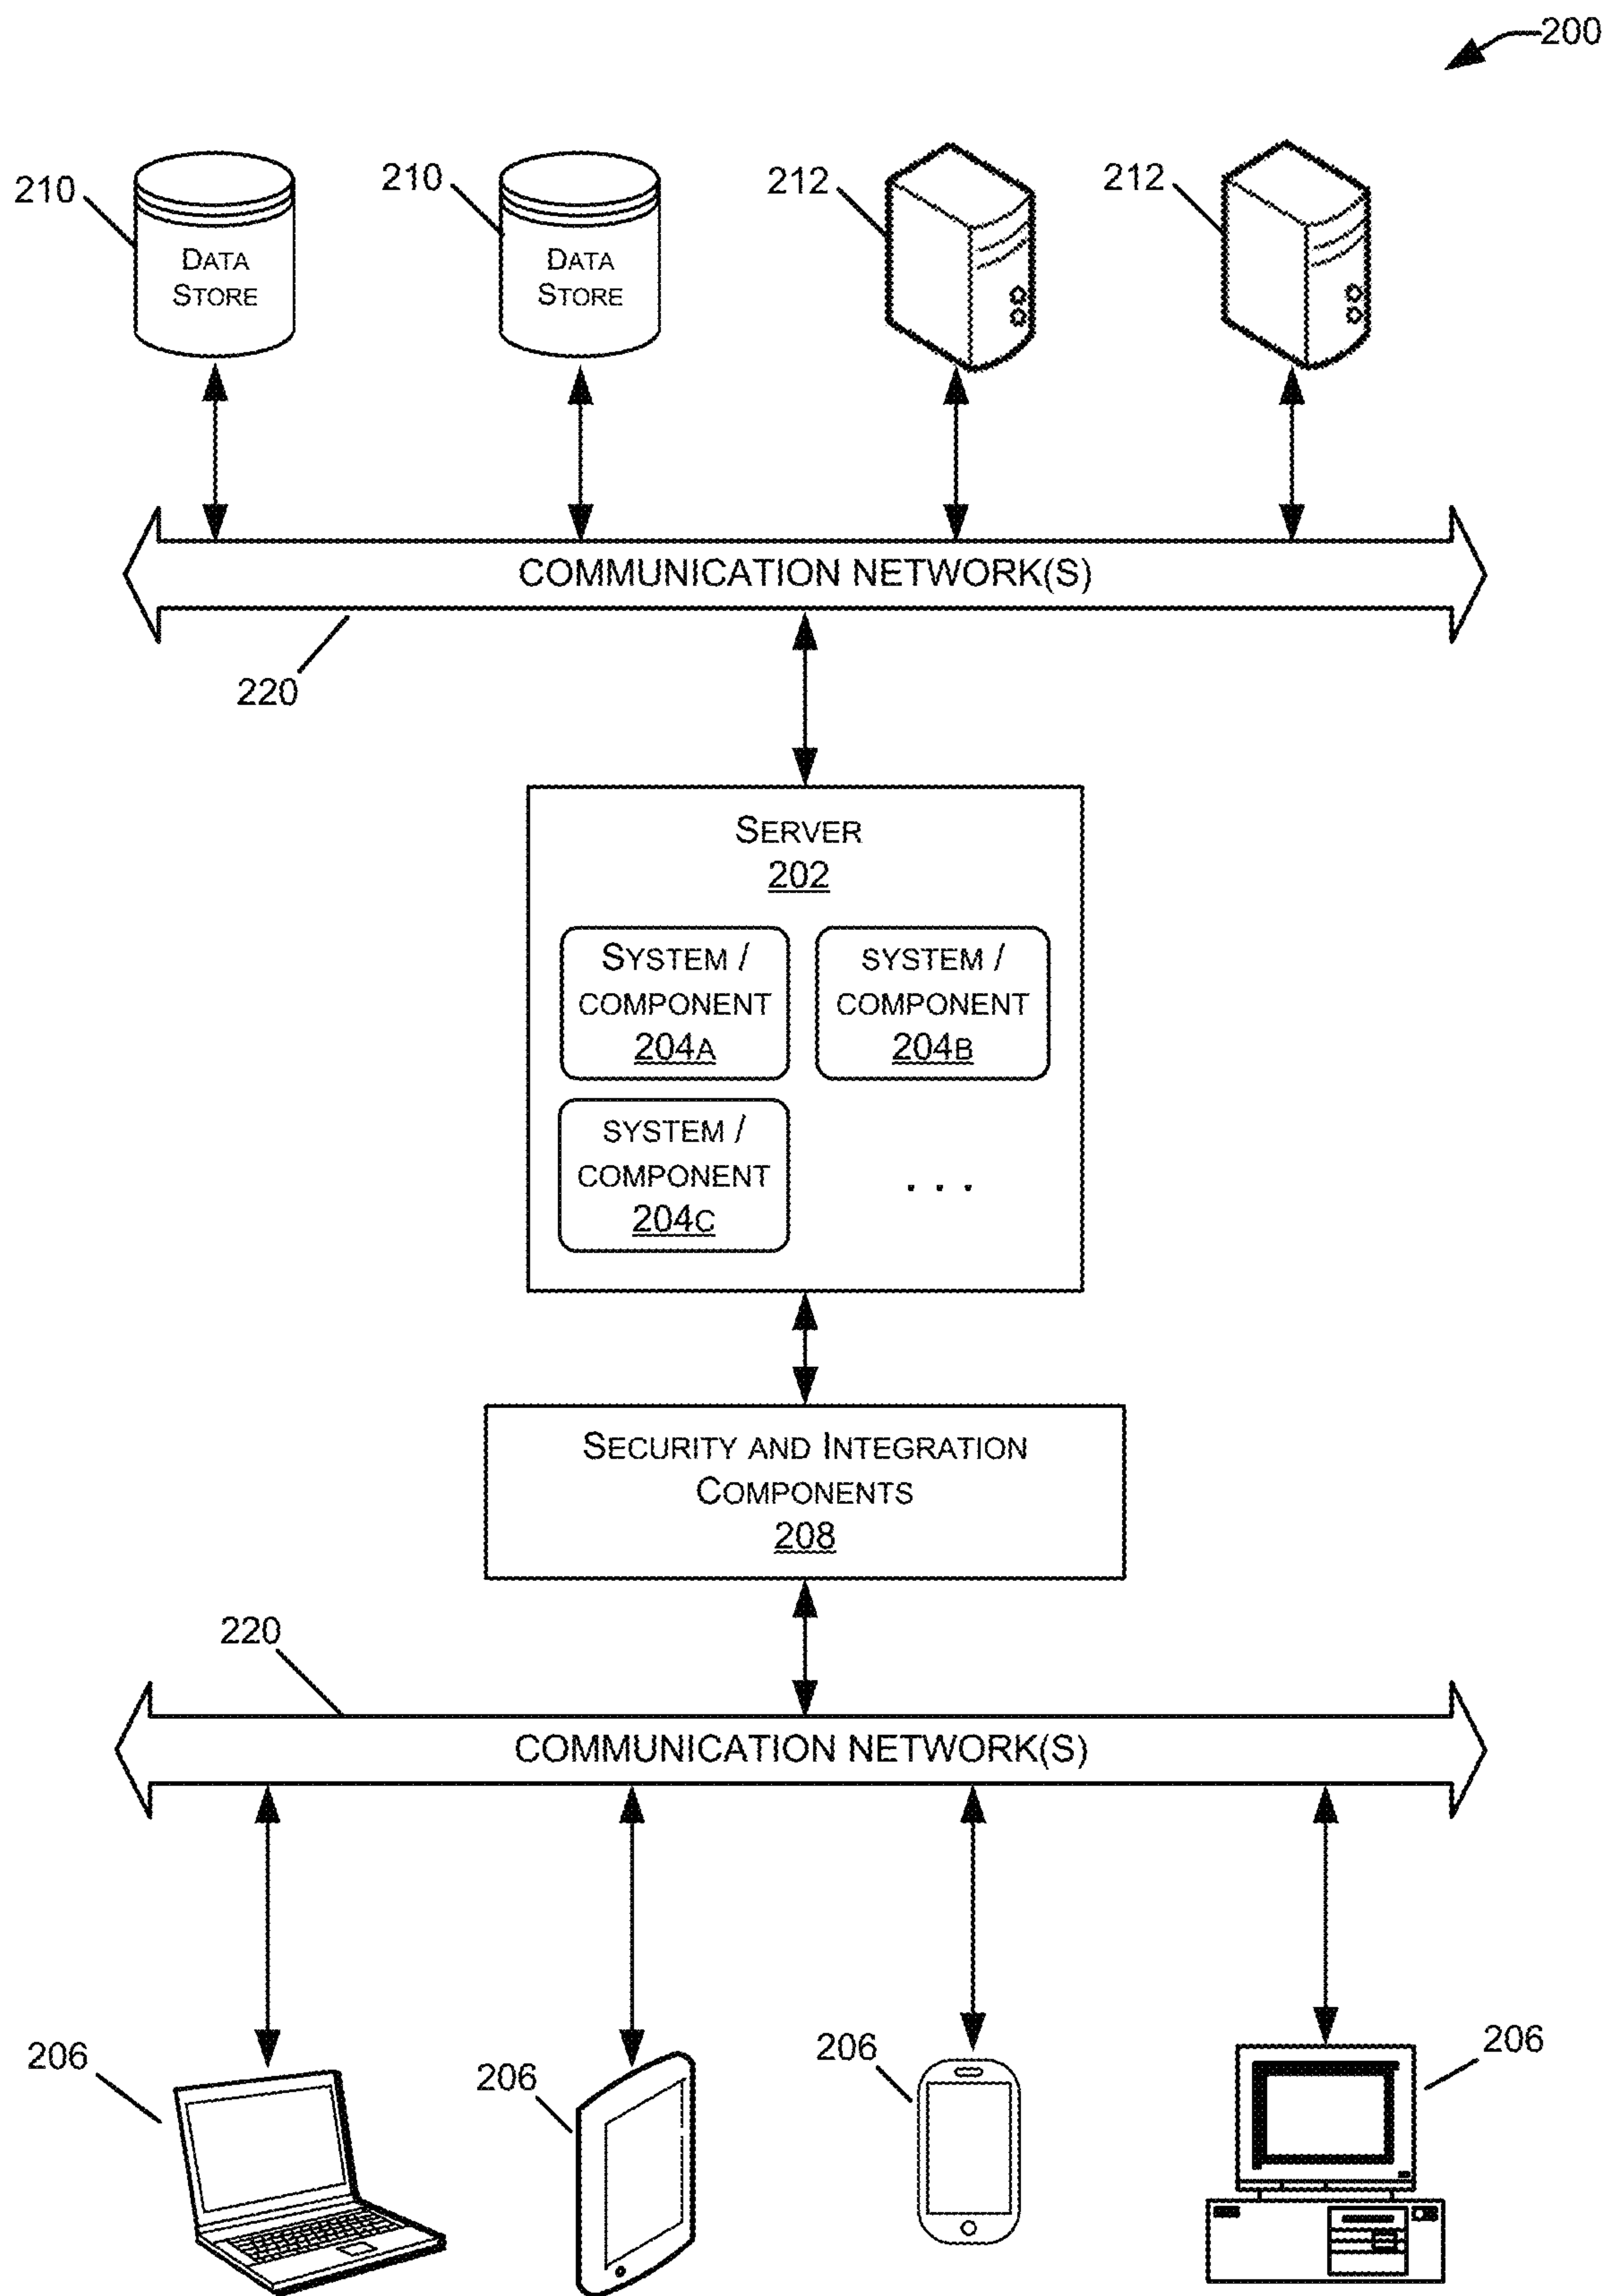 200
210
210
212
212
DATA
STORE
DATA
STORE
COMMUNICATION NETWORK(S)
220
SERVER
202
SYSTEM /
COMPONENT
204A
SYSTEM /
COMPONENT
204B
SYSTEM /
COMPONENT
204C
. . .
SECURITY AND INTEGRATION
COMPONENTS
208
220
COMMUNICATION NETWORK(S)
206
206
206
206